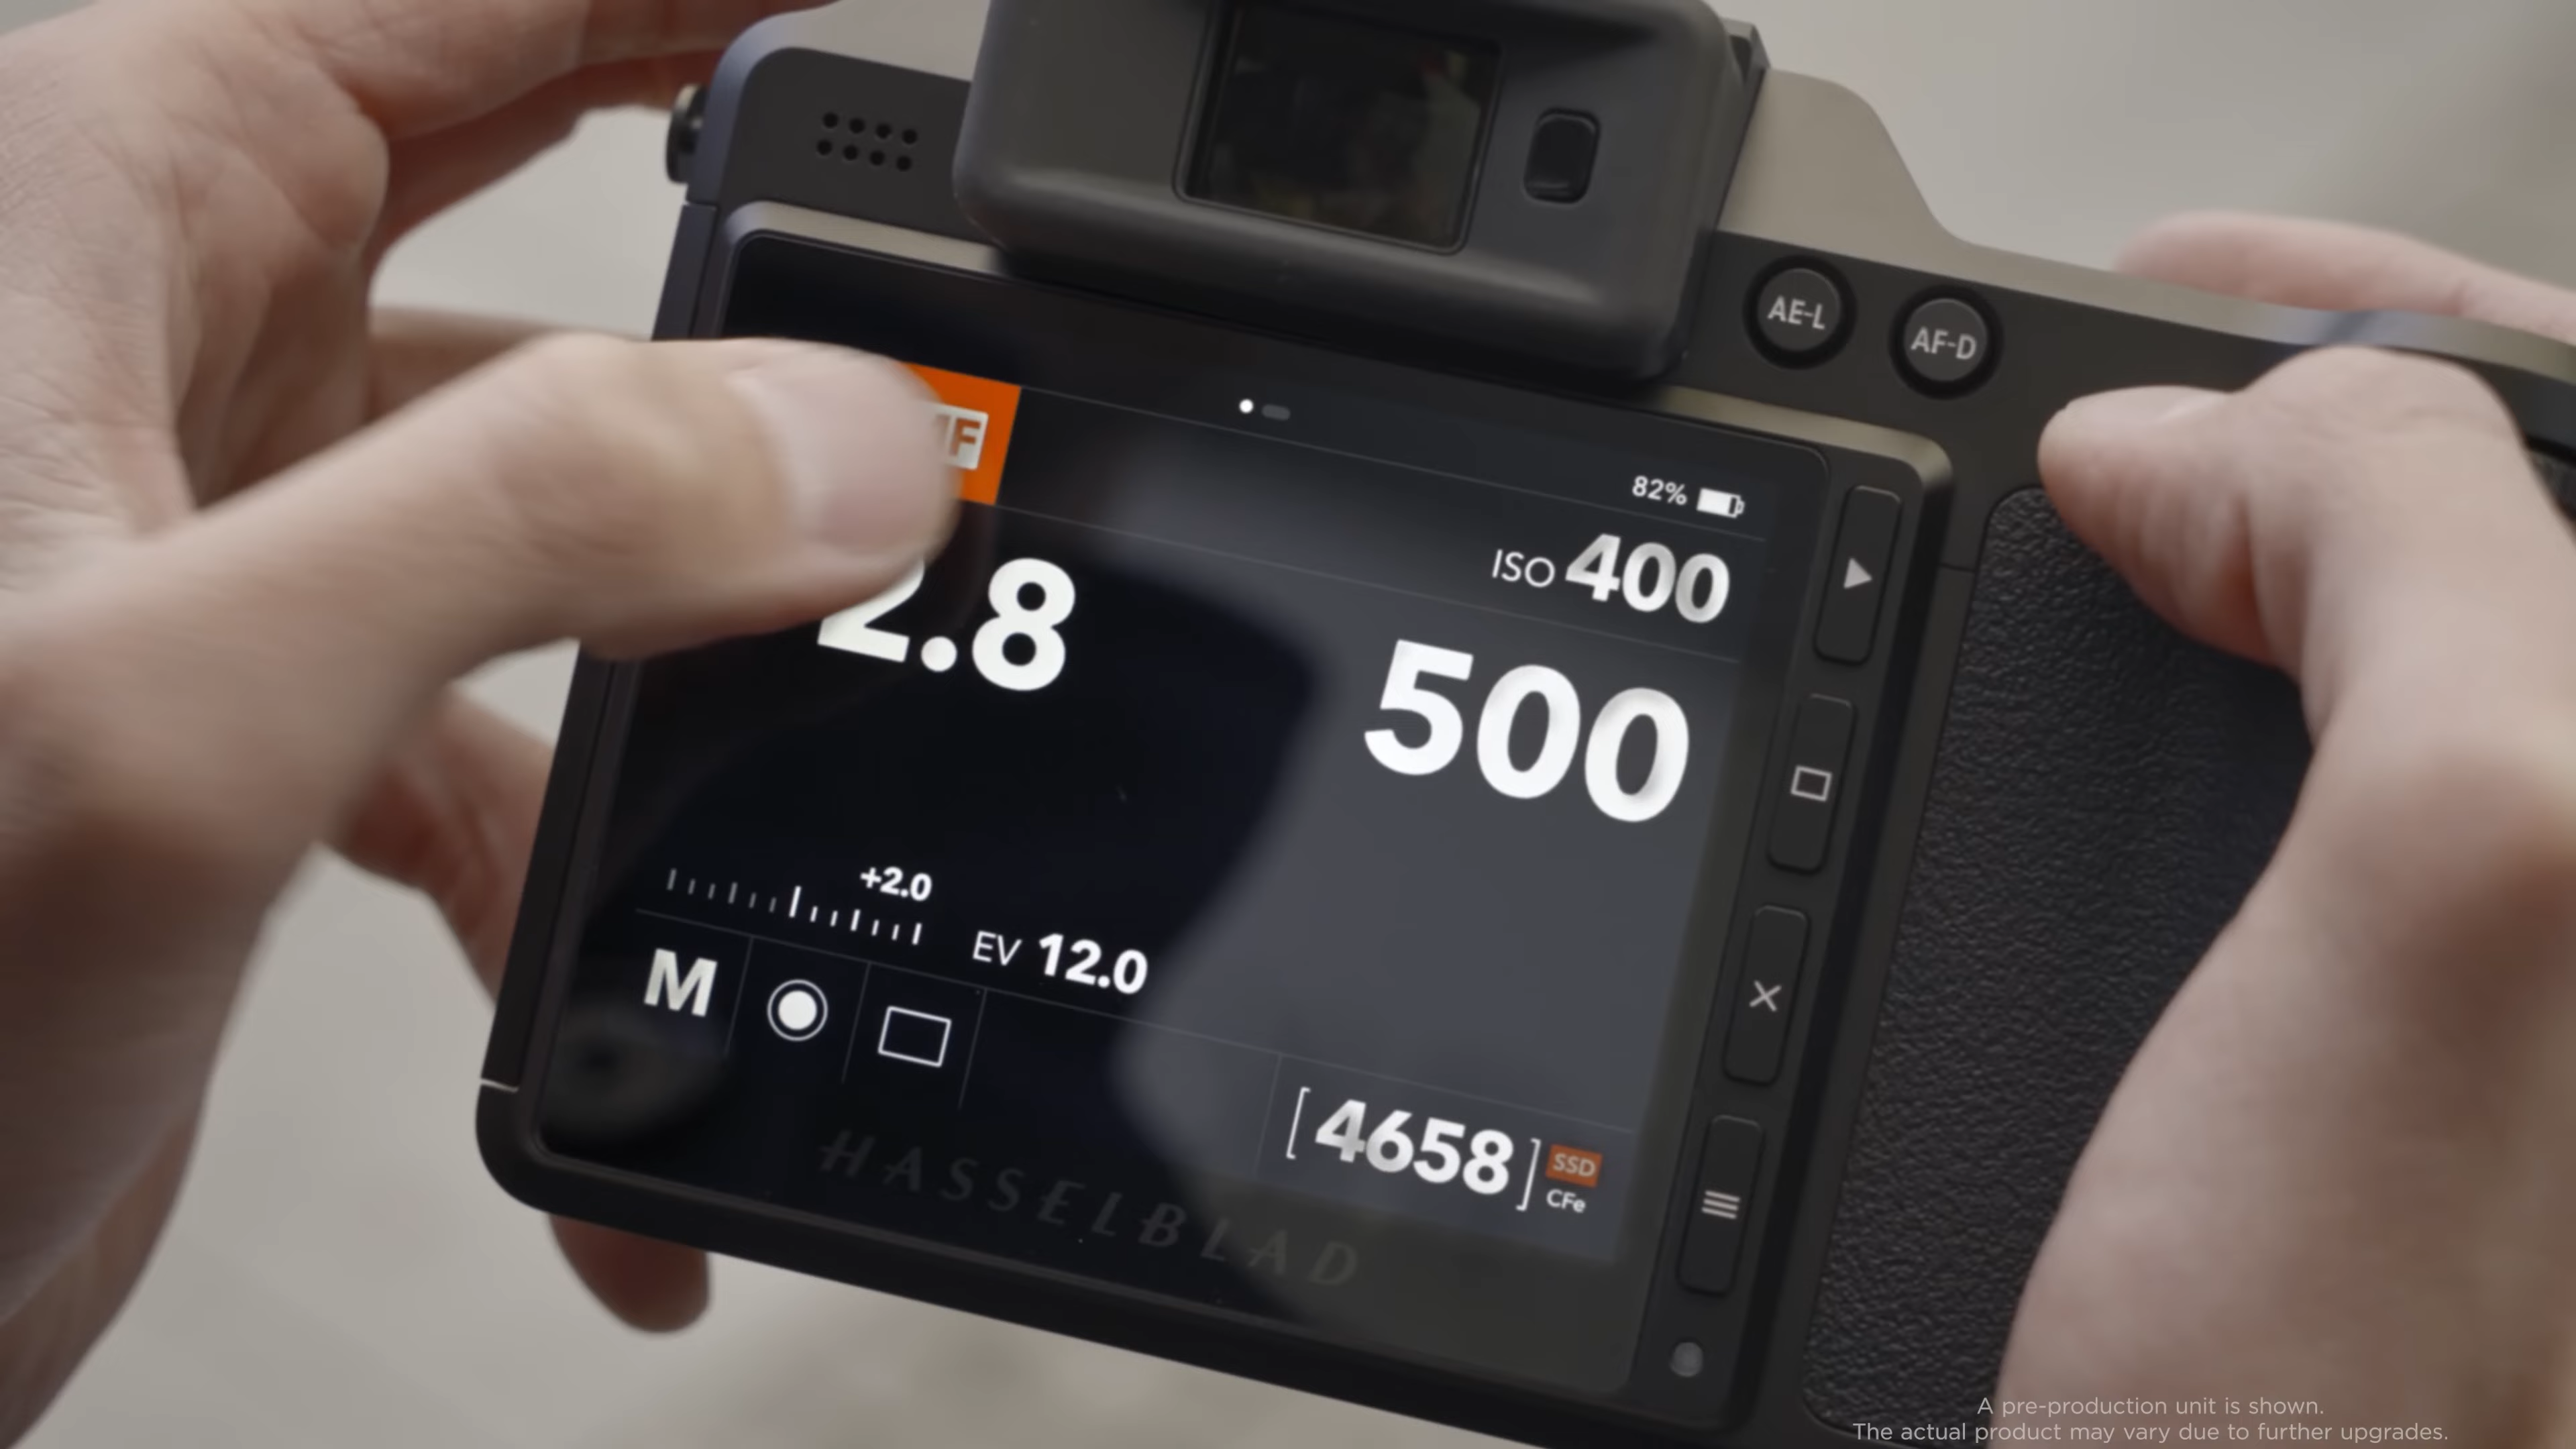 AE-L
AF-D
82%
ISO 400
2.8
500
+2.0
EV 12.0
M
[4658] SSD
CFe
HASSELBLAD
A pre-production unit is shown.
The actual product may vary due to further upgrades.